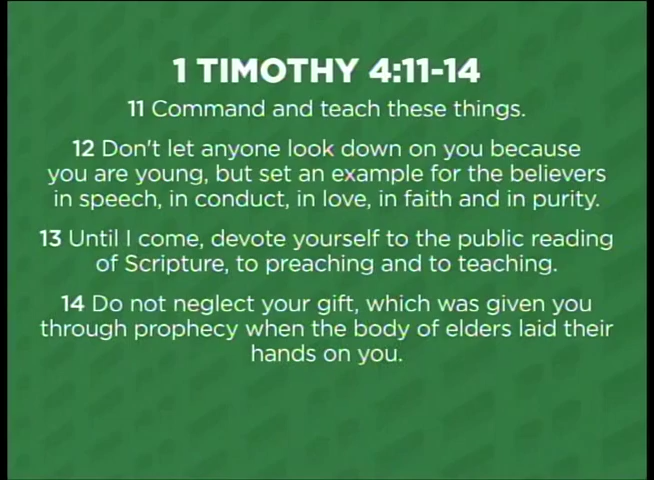 1 TIMOTHY 4:11-14
11 Command and teach these things.
12 Don't let anyone look down on you because
you are young, but set an example for the believers
in speech, in conduct, in love, in faith and in purity.
13 Until I come, devote yourself to the public reading
of Scripture, to preaching and to teaching.
14 Do not neglect your gift, which was given you
through prophecy when the body of elders laid their
hands on you.